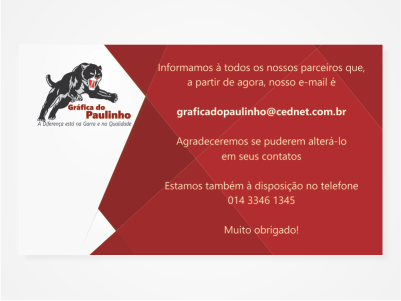 Gráfica do
Paulinho
A Diferença está na Garra e na Qualidade
Informamos à todos os nossos parceiros que,
a partir de agora, nosso e-mail é
graficadopaulinho@cednet.com.br
Agradeceremos se puderem alterá-lo
em seus contatos
Estamos também à disposição no telefone
014 3346 1345
Muito obrigado!